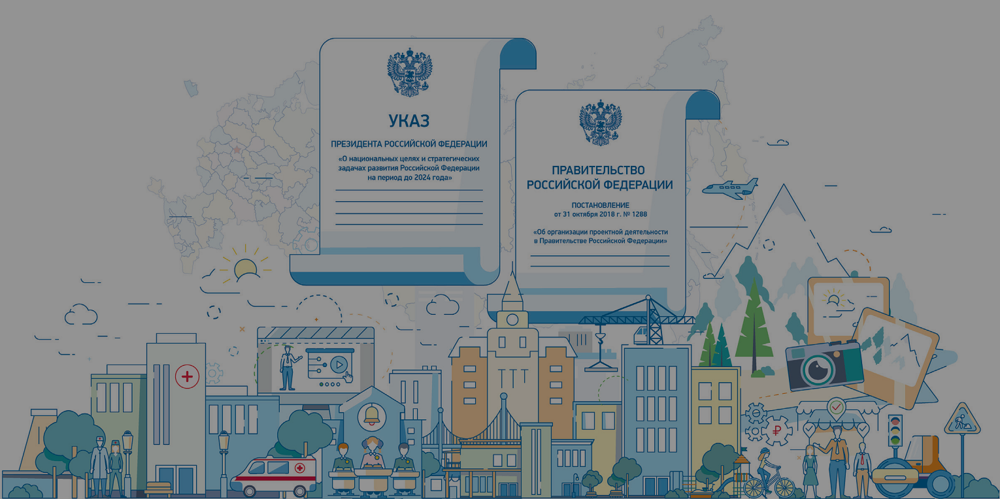 УКАЗ
ПРЕЗИДЕНТА РОССИЙСКОЙ ФЕДЕРАЦИИ
«О национальных целях и стратегических
задачах развития Российской Федерации
на период до 2024 года»
ПРАВИТЕЛЬСТВО
РОССИЙСКОЙ ФЕДЕРАЦИИ
ПОСТАНОВЛЕНИЕ
от 31 октября 2018 г. № 1288
«Об организации проектной деятельности
в Правительстве Российской Федерации»
₽